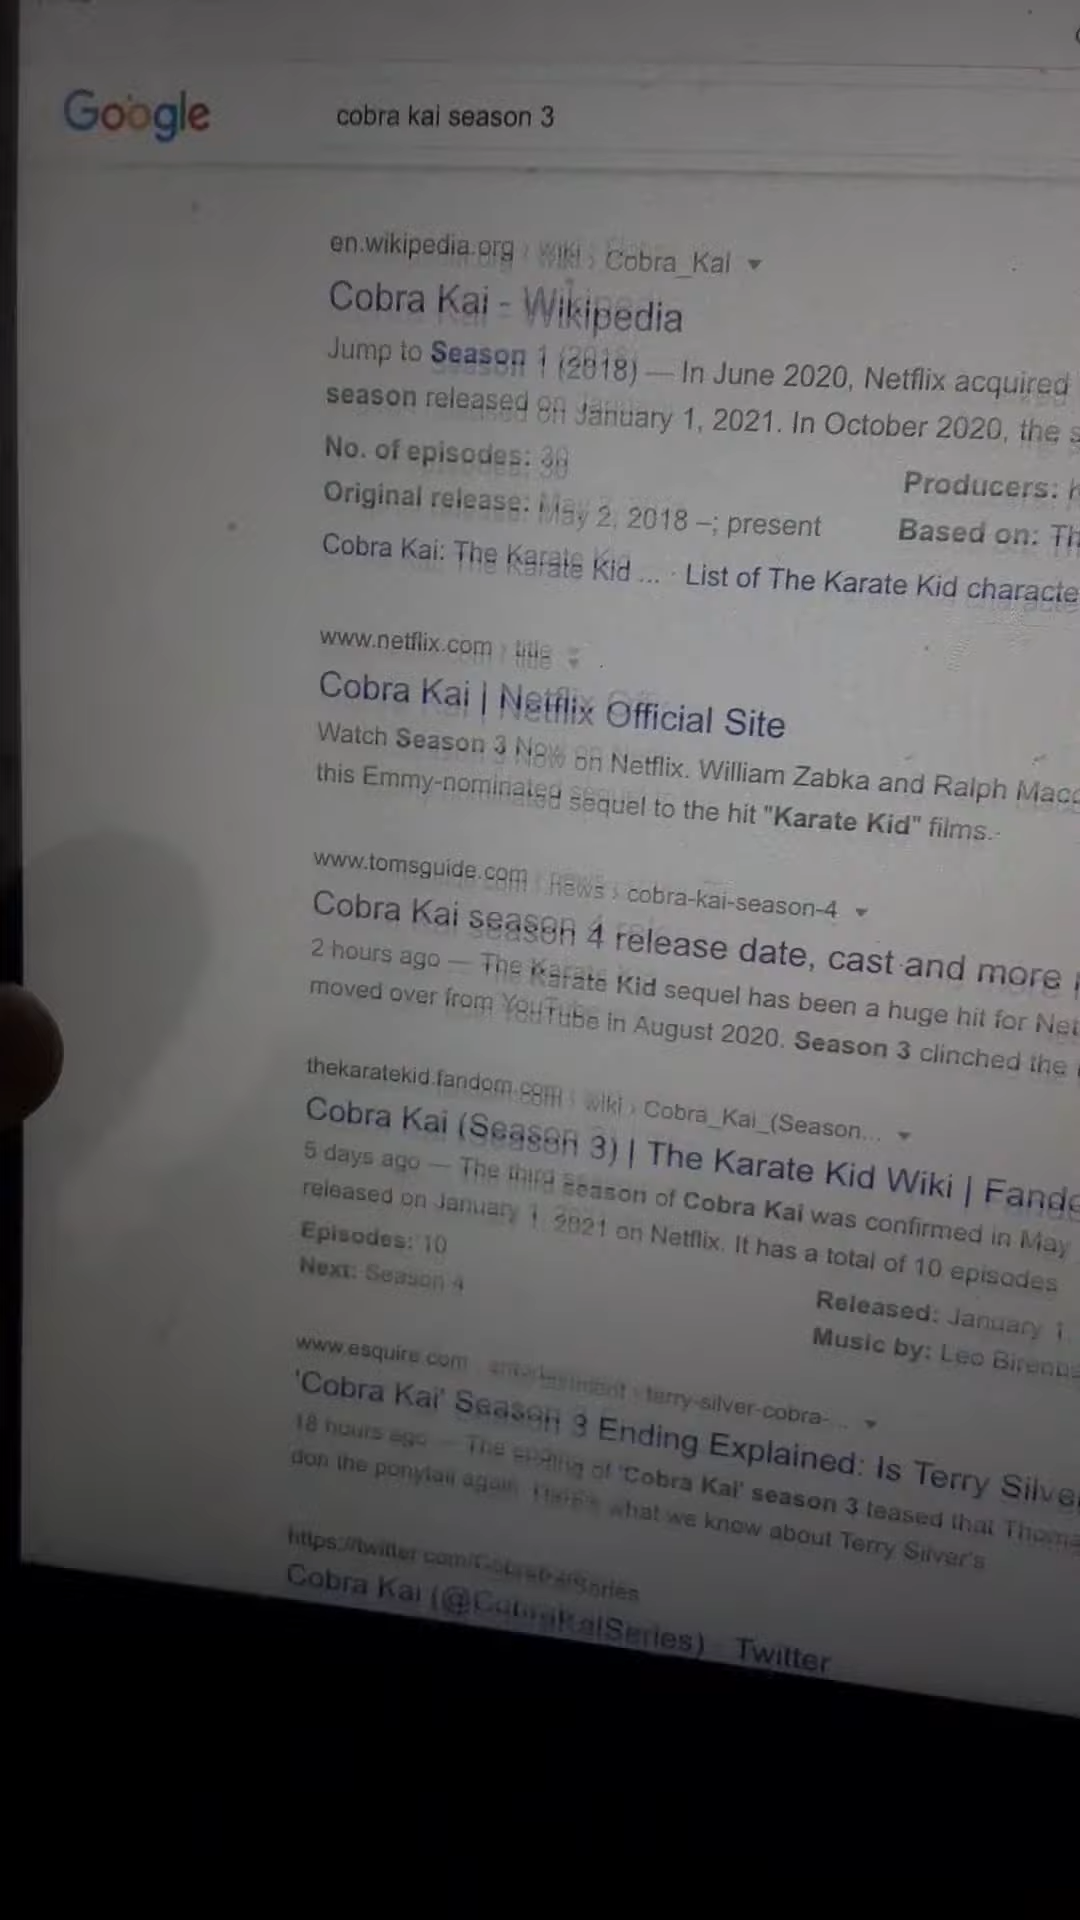 Google
cobra kai season 3
en.wikipedia.org › wiki › Cobra_Kai
Cobra Kai - Wikipedia
Jump to Season 1 (2018) — In June 2020, Netflix acquired
season released on January 1, 2021. In October 2020, the s
No. of episodes: 30
Producers:
Original release: May 2, 2018 –; present
Based on: Th
Cobra Kai: The Karate Kid ... · List of The Karate Kid characte
www.netflix.com › title
Cobra Kai | Netflix Official Site
Watch Season 3 Now on Netflix. William Zabka and Ralph Macc
this Emmy-nominated sequel to the hit "Karate Kid" films.
www.tomsguide.com › news › cobra-kai-season-4
Cobra Kai season 4 release date, cast and more
2 hours ago — The Karate Kid sequel has been a huge hit for Net
moved over from YouTube in August 2020. Season 3 clinched the
thekaratekid.fandom.com › wiki › Cobra_Kai_(Season...
Cobra Kai (Season 3) | The Karate Kid Wiki | Fando
5 days ago — The third season of Cobra Kai was confirmed in May
released on January 1, 2021 on Netflix. It has a total of 10 episodes
Episodes: 10
Released: January 1,
Next: Season 4
Music by: Leo Birenbe
www.esquire.com › entertainment › terry-silver-cobra-...
'Cobra Kai' Season 3 Ending Explained: Is Terry Silve
18 hours ago — The ending of 'Cobra Kai' season 3 teased that Thoma
don the ponytail again. Here's what we know about Terry Silver's
https://twitter.com/CobraKaiSeries
Cobra Kai (@CobraKaiSeries) · Twitter